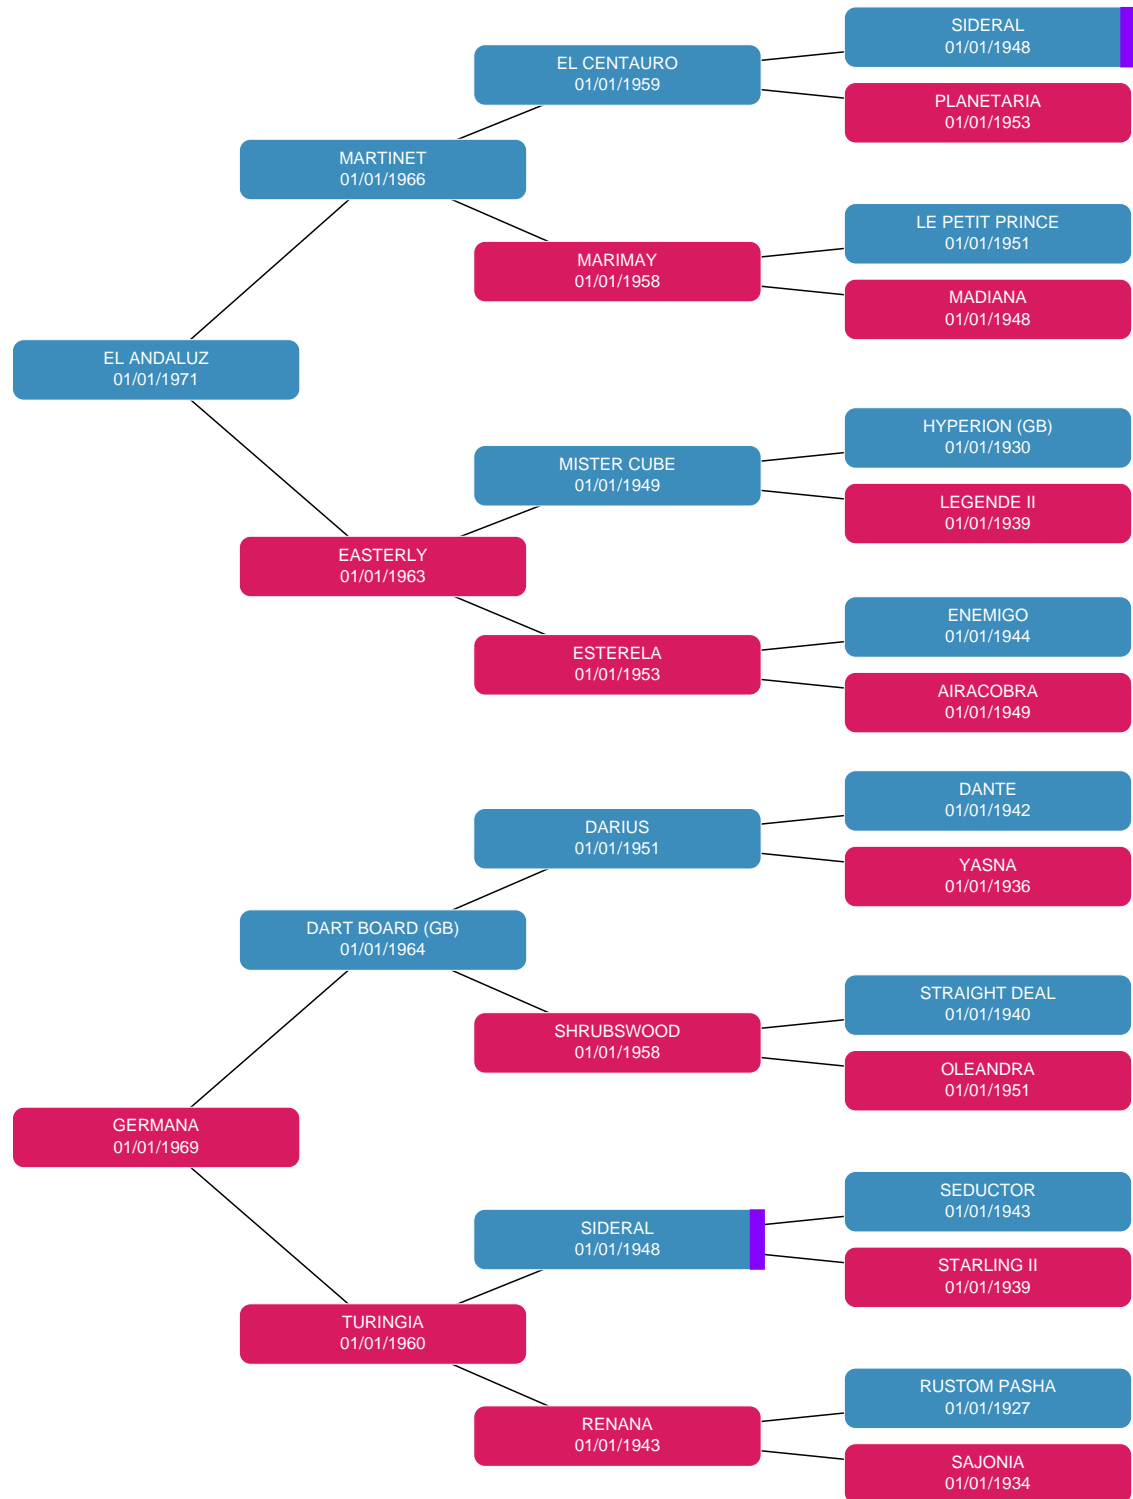 SIDERAL
01/01/1948
EL CENTAURO
01/01/1959
PLANETARIA
01/01/1953
MARTINET
01/01/1966
LE PETIT PRINCE
01/01/1951
MARIMAY
01/01/1958
MADIANA
01/01/1948
EL ANDALUZ
01/01/1971
HYPERION (GB)
01/01/1930
MISTER CUBE
01/01/1949
LEGENDE II
01/01/1939
EASTERLY
01/01/1963
ENEMIGO
01/01/1944
ESTERELA
01/01/1953
AIRACOBRA
01/01/1949
DANTE
01/01/1942
DARIUS
01/01/1951
YASNA
01/01/1936
DART BOARD (GB)
01/01/1964
STRAIGHT DEAL
01/01/1940
SHRUBSWOOD
01/01/1958
OLEANDRA
01/01/1951
GERMANA
01/01/1969
SEDUCTOR
01/01/1943
SIDERAL
01/01/1948
STARLING II
01/01/1939
TURINGIA
01/01/1960
RUSTOM PASHA
01/01/1927
RENANA
01/01/1943
SAJONIA
01/01/1934